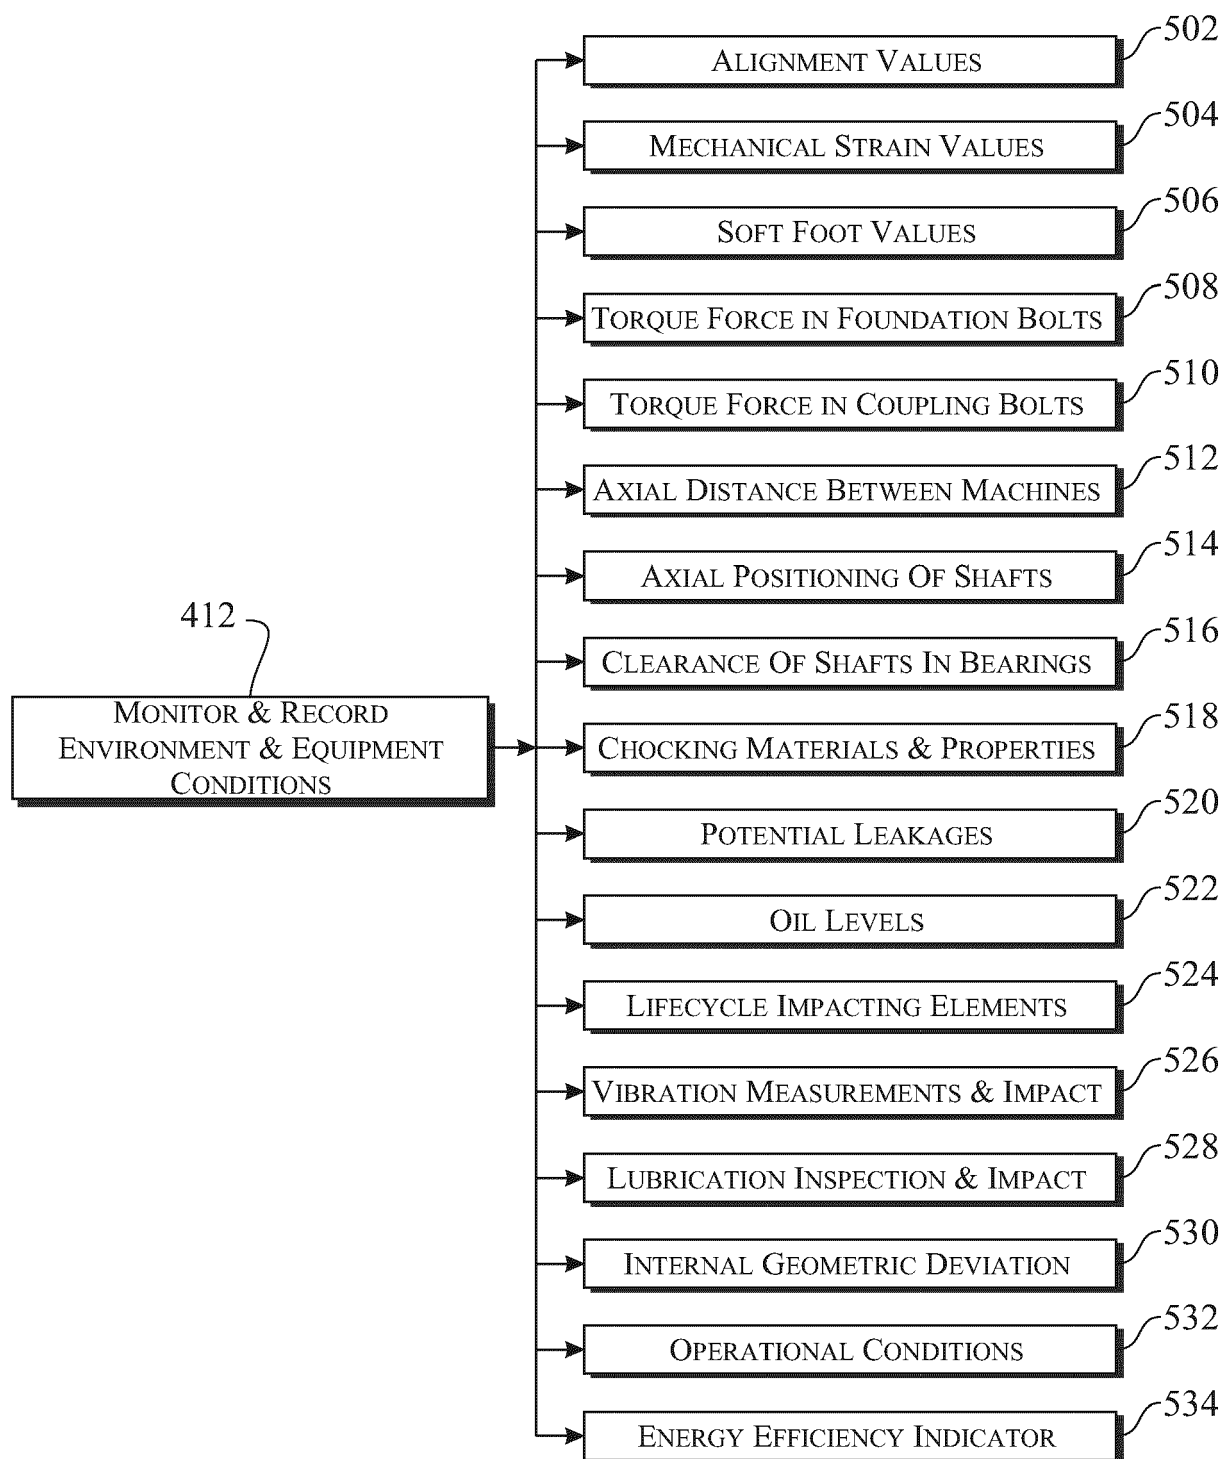 502
ALIGNMENT VALUES
504
MECHANICAL STRAIN VALUES
506
SOFT FOOT VALUES
508
TORQUE FORCE IN FOUNDATION BOLTS
510
TORQUE FORCE IN COUPLING BOLTS
512
AXIAL DISTANCE BETWEEN MACHINES
514
AXIAL POSITIONING OF SHAFTS
412
516
CLEARANCE OF SHAFTS IN BEARINGS
MONITOR & RECORD
ENVIRONMENT & EQUIPMENT
CONDITIONS
518
CHOCKING MATERIALS & PROPERTIES
520
POTENTIAL LEAKAGES
522
OIL LEVELS
524
LIFECYCLE IMPACTING ELEMENTS
526
VIBRATION MEASUREMENTS & IMPACT
528
LUBRICATION INSPECTION & IMPACT
530
INTERNAL GEOMETRIC DEVIATION
532
OPERATIONAL CONDITIONS
534
ENERGY EFFICIENCY INDICATOR